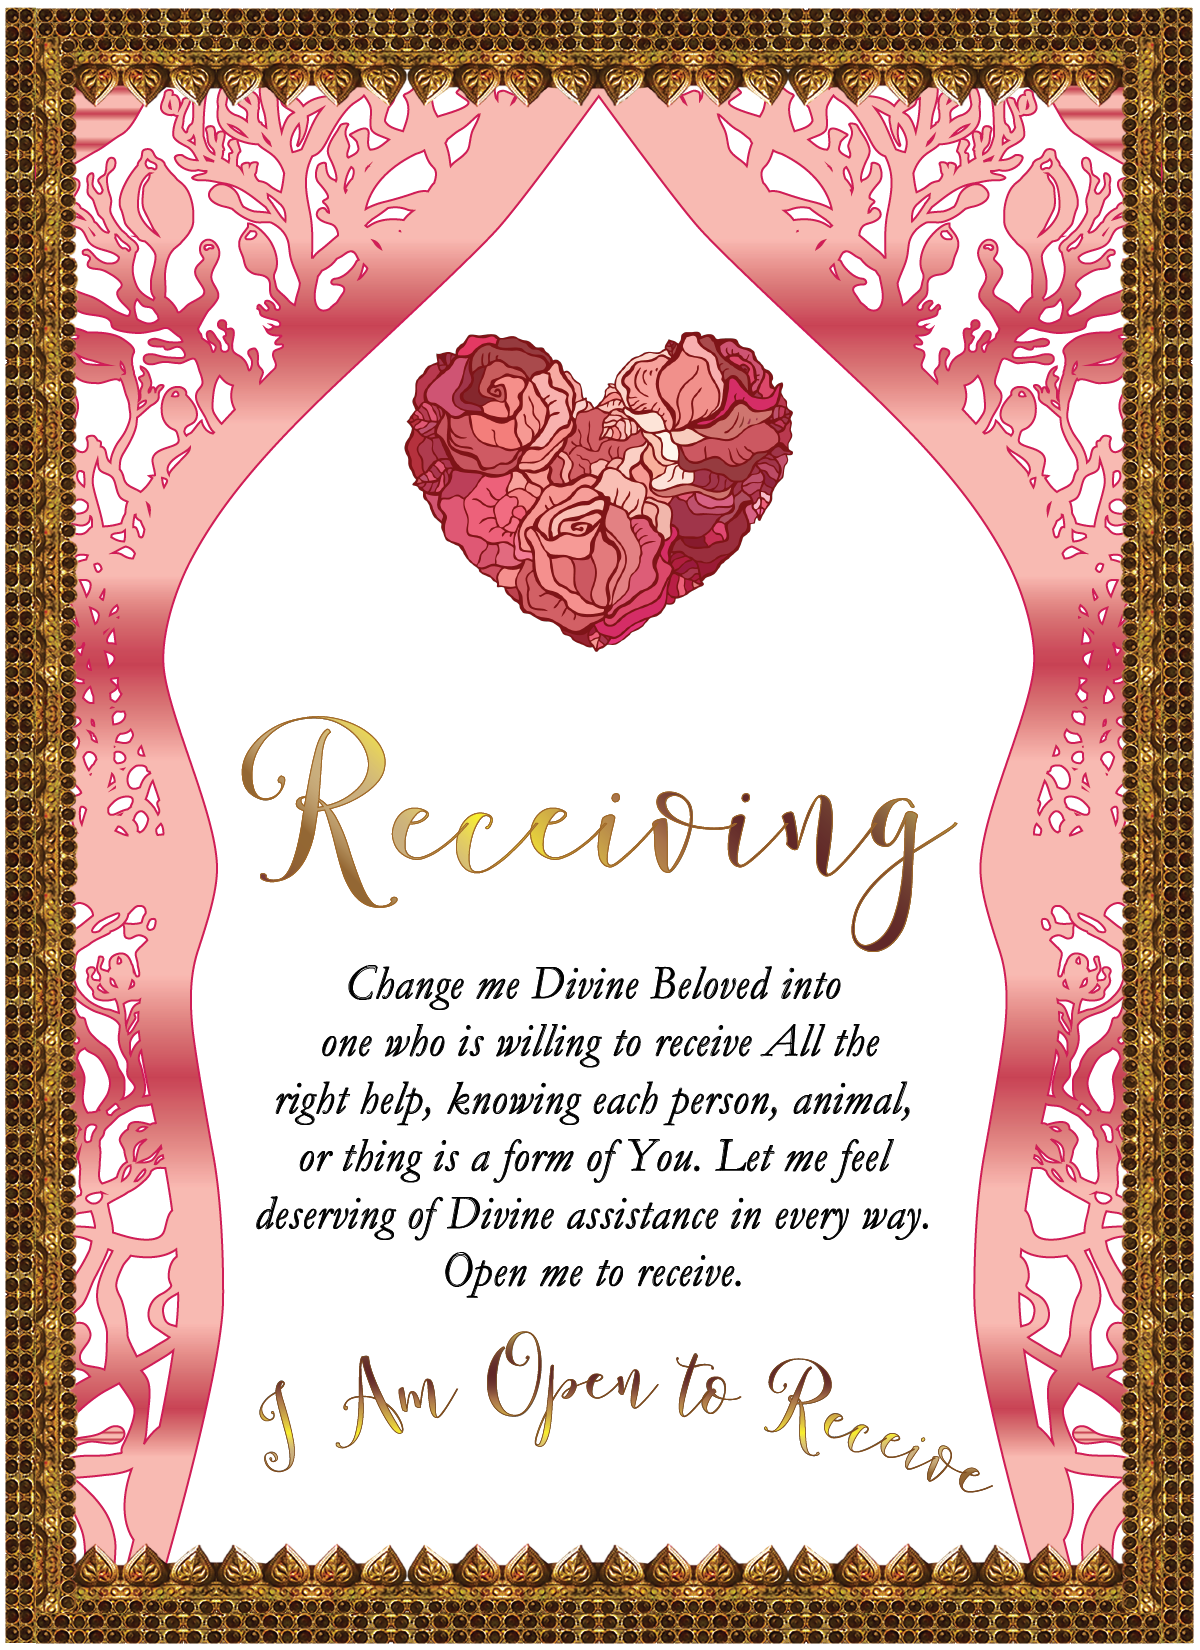 Receiving
Change me Divine Beloved into
one who is willing to receive All the
right help, knowing each person, animal,
or thing is a form of You. Let me feel
deserving of Divine assistance in every way.
Open me to receive.
I Am Open to Receive